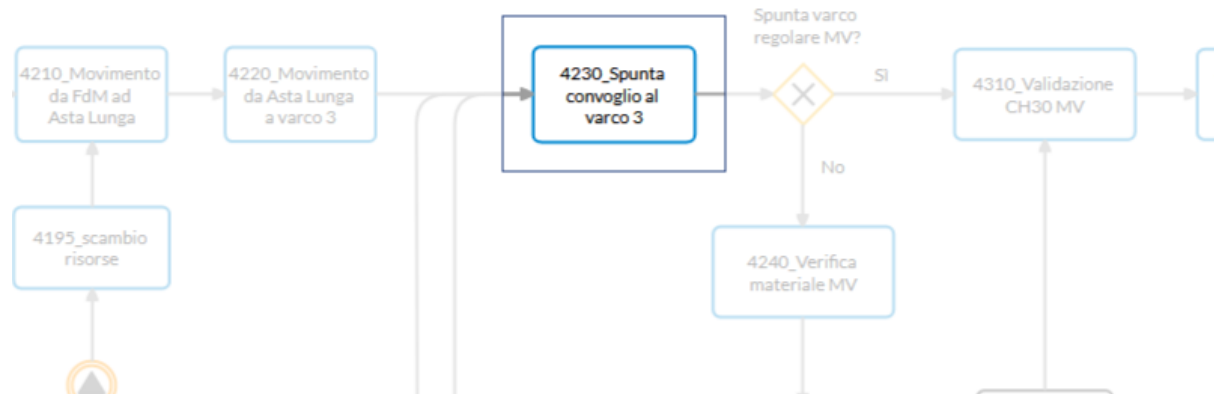 Spunta varco
regolare MV?
4210_Movimento
da FdM ad
Asta Lunga
4220_Movimento
da Asta Lunga
a varco 3
4230_Spunta
convoglio al
varco 3
SI
4310_Validazione
CH30 MV
No
4195_scambio
risorse
4240_Verifica
materiale MV